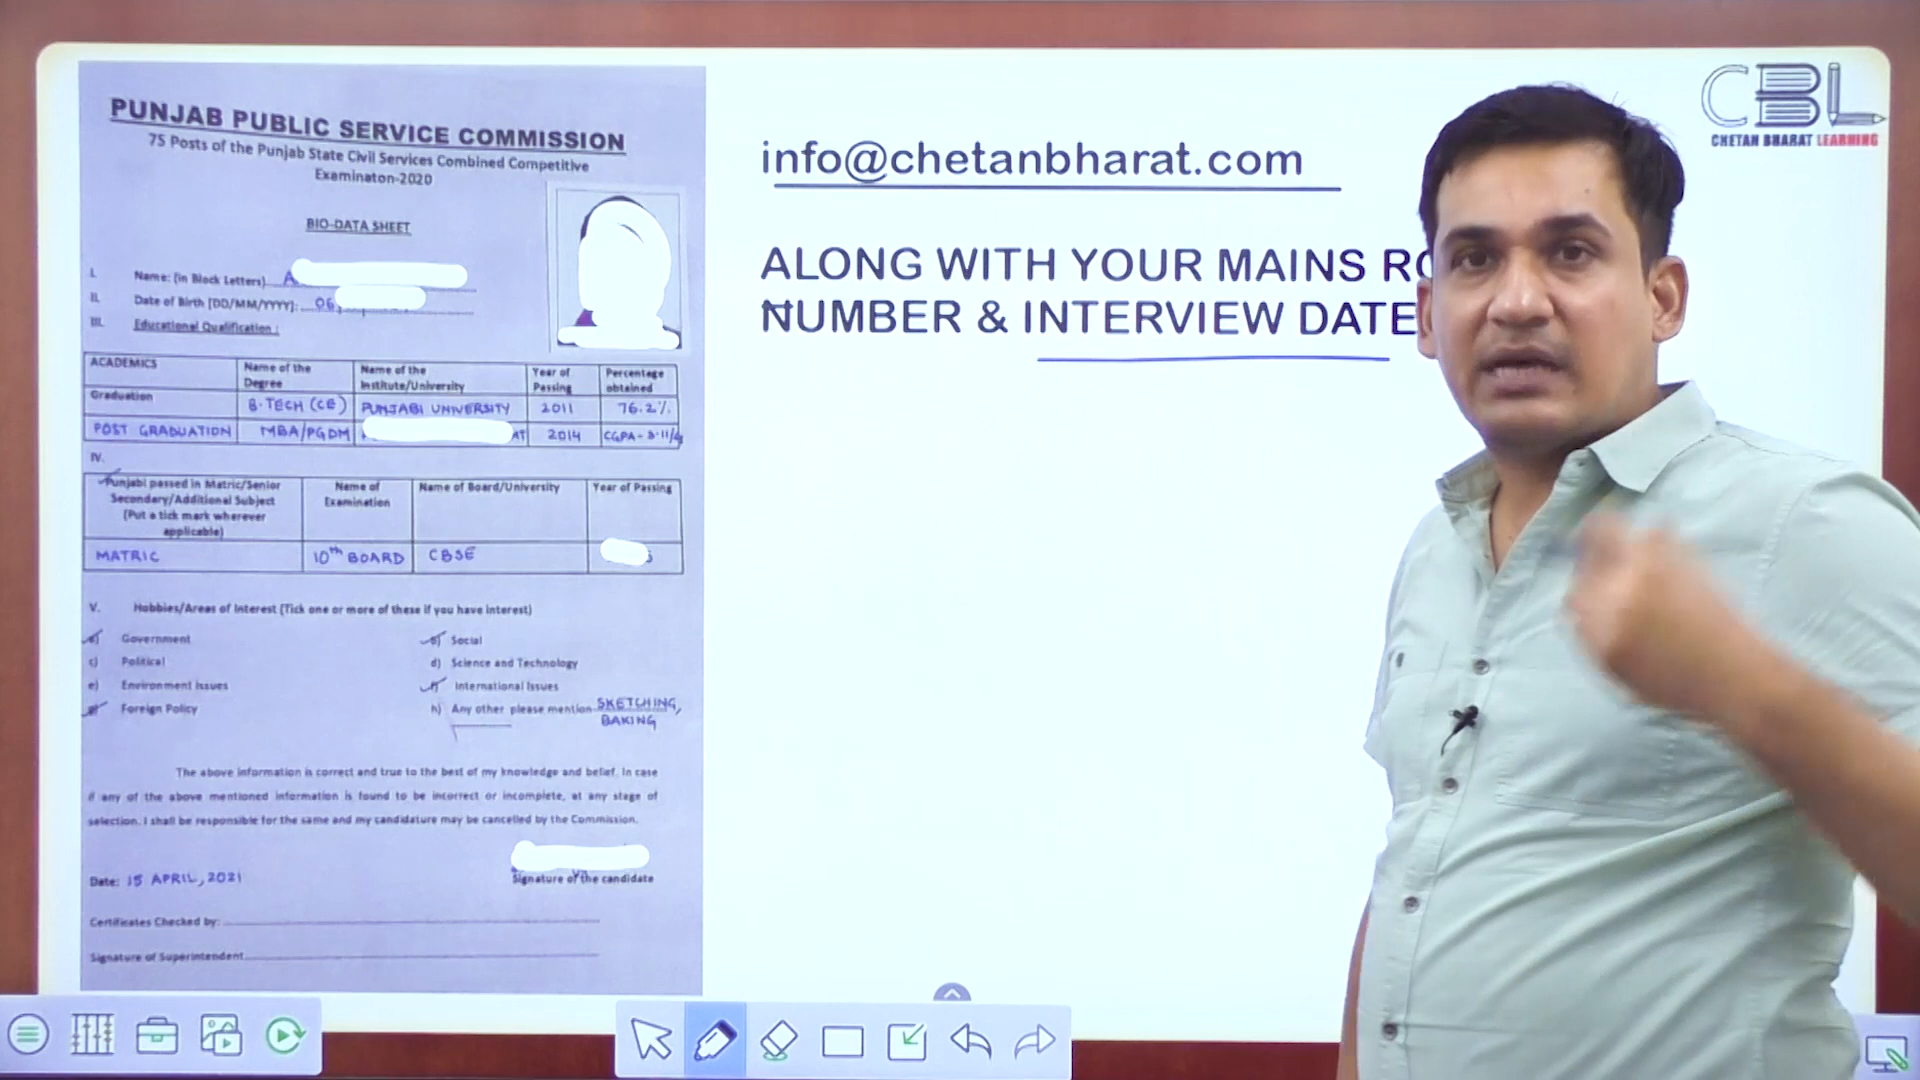 PUNJAB PUBLIC SERVICE COMMISSION
75 Posts of the Punjab State Civil Services Combined Competitive
Examinaton-2020
BIO-DATA SHEET
I. Name: (in Block Letters) A
II. Date of Birth [DD/MM/YYYY]: 06
III. Educational Qualification :
ACADEMICS Name of the Degree Name of the Institute/University Year of Passing Percentage obtained
Graduation B.TECH (CE) PUNJABI UNIVERSITY 2011 76.2%
POST GRADUATION MBA/PGDM AT 2014 CGPA-3.11/4
IV.
Punjabi passed in Matric/Senior Secondary/Additional Subject (Put a tick mark wherever applicable) Name of Examination Name of Board/University Year of Passing
MATRIC 10th BOARD CBSE
V. Hobbies/Areas of Interest (Tick one or more of these if you have interest)
a) Government b) Social
c) Political d) Science and Technology
e) Environment Issues f) International Issues
g) Foreign Policy h) Any other please mention SKETCHING,
BAKING
The above information is correct and true to the best of my knowledge and belief. In case
if any of the above mentioned information is found to be incorrect or incomplete, at any stage of
selection. I shall be responsible for the same and my candidature may be cancelled by the Commission.
Date: 15 APRIL, 2021 Signature of the candidate
Certificates Checked by:
Signature of Superintendent
info@chetanbharat.com
ALONG WITH YOUR MAINS RO
NUMBER & INTERVIEW DATE
CBL
CHETAN BHARAT LEARNING